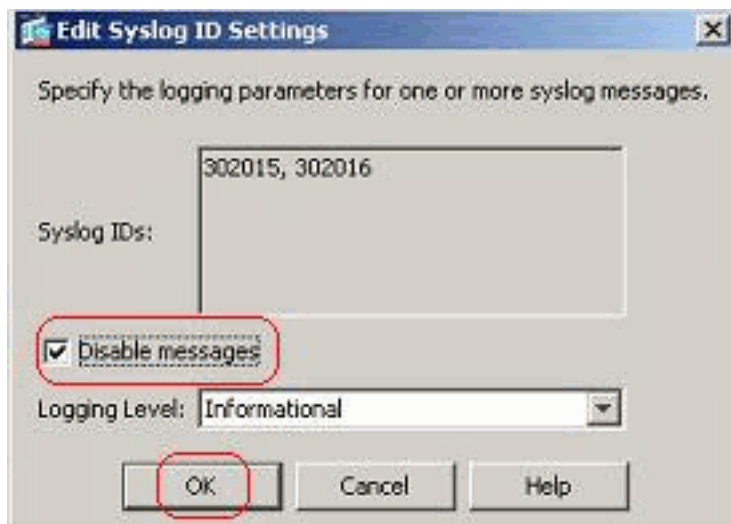 Edit Syslog ID Settings
Specify the logging parameters for one or more syslog messages.
302015, 302016
Syslog IDs:
Disable messages
Logging Level: Informational
OK Cancel Help